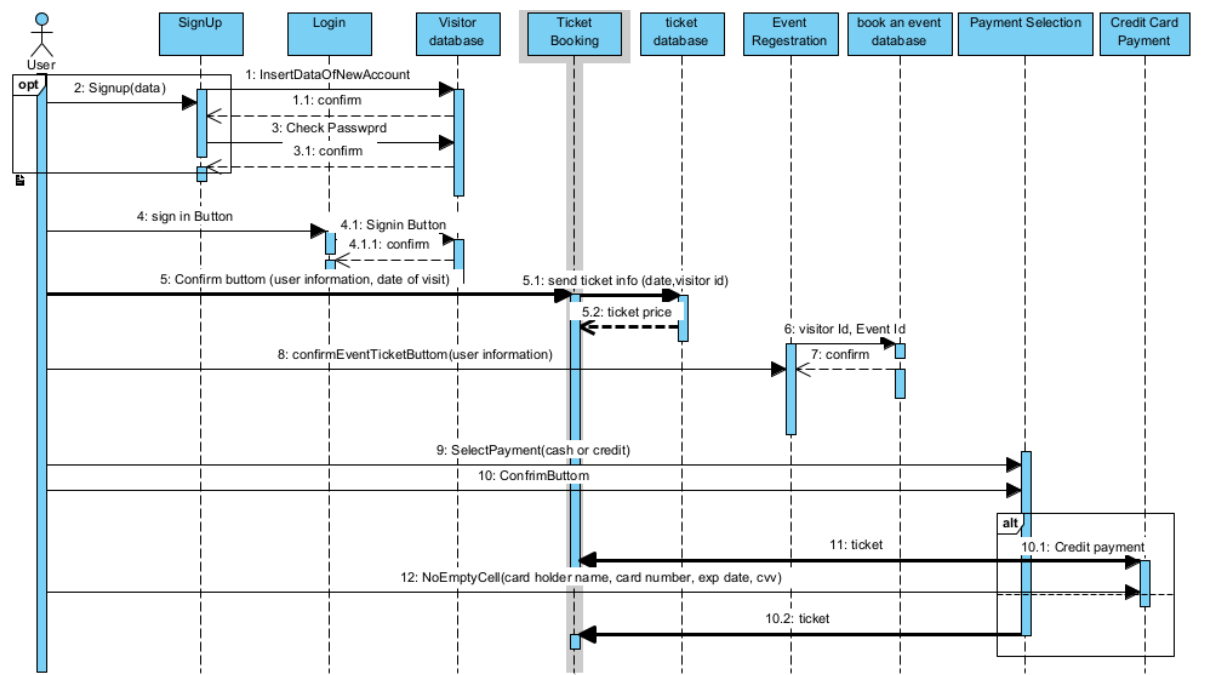 SignUp
Login
Visitor
database
Ticket
Booking
ticket
database
Event
Regestration
book an event
database
Payment Selection
Credit Card
Payment
User
opt
1: InsertDataOfNewAccount
2: Signup(data)
1.1: confirm
3: Check Passwprd
3.1: confirm
4: sign in Button
4.1: Signin Button
4.1.1: confirm
5: Confirm buttom (user information, date of visit)
5.1: send ticket info (date,visitor id)
5.2: ticket price
6: visitor Id, Event Id
7: confirm
8: confirmEventTicketButtom(user information)
9: SelectPayment(cash or credit)
10: ConfrimButtom
alt
11: ticket
10.1: Credit payment
12: NoEmptyCell(card holder name, card number, exp date, cvv)
10.2: ticket